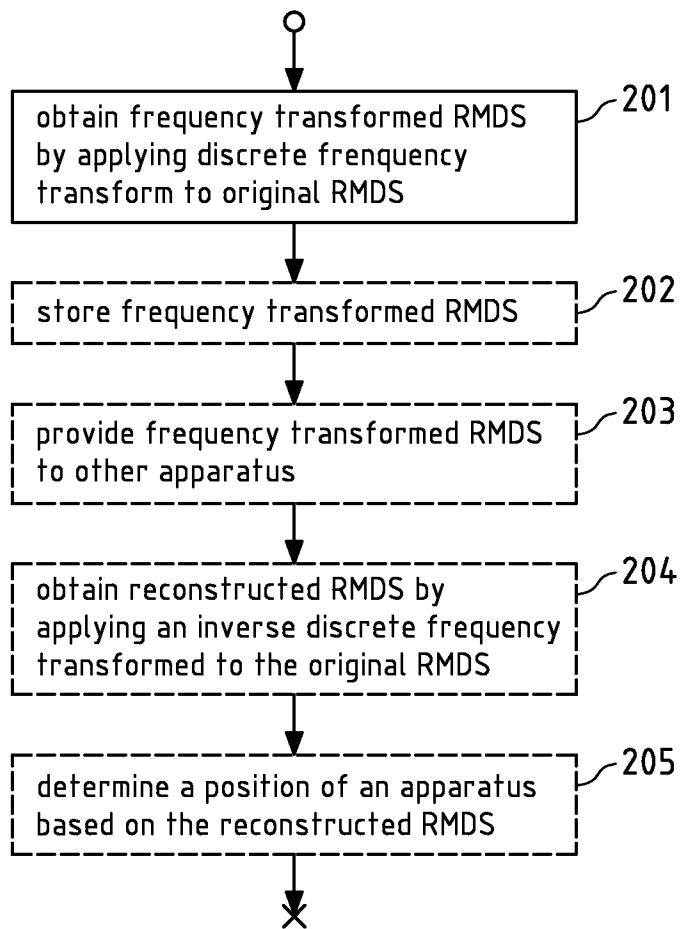 obtain frequency transformed RMDS
by applying discrete frenquency
transform to original RMDS
201
store frequency transformed RMDS
202
provide frequency transformed RMDS
to other apparatus
203
obtain reconstructed RMDS by
applying an inverse discrete frequency
transformed to the original RMDS
204
determine a position of an apparatus
based on the reconstructed RMDS
205